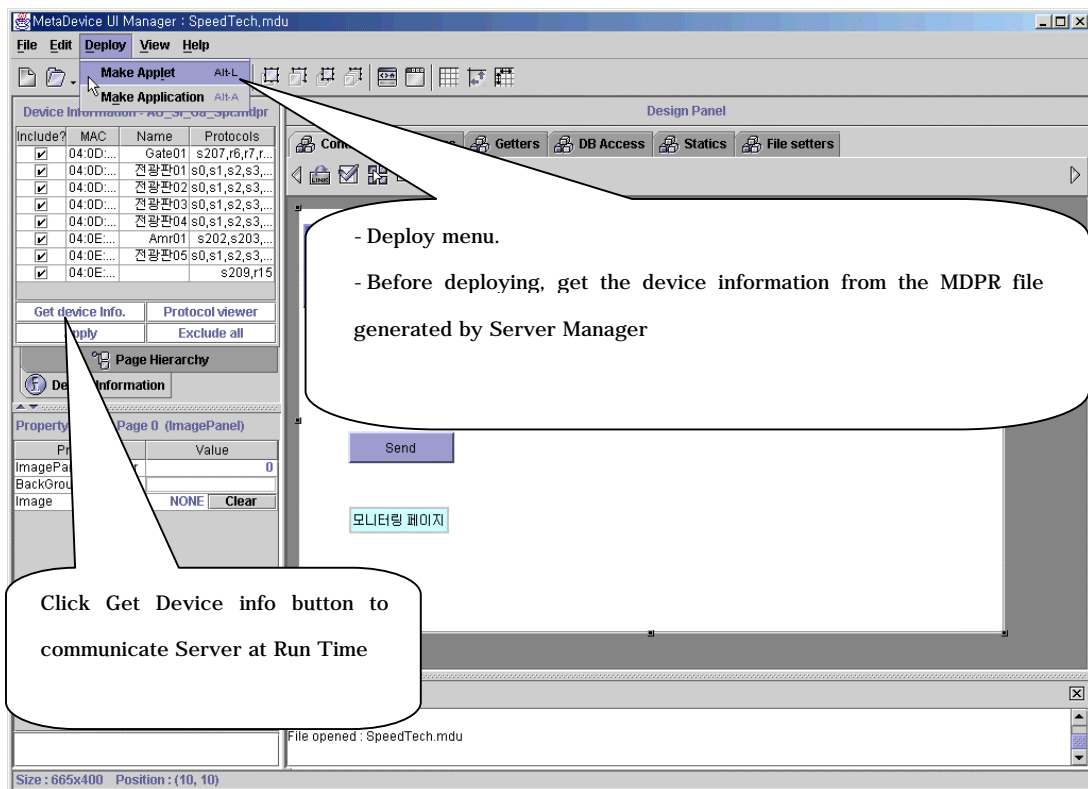 MetaDevice UI Manager : SpeedTech.mdu
File Edit Deploy View Help
Make Applet Alt-L
Make Application Alt-A
Device Information -
Design Panel
Include? MAC Name Protocols
04:0D:... Gate01 s207,r6,r7,r...
04:0D:... 전광판01 s0,s1,s2,s3,...
04:0D:... 전광판02 s0,s1,s2,s3,...
04:0D:... 전광판03 s0,s1,s2,s3,...
04:0D:... 전광판04 s0,s1,s2,s3,...
04:0E:... Amr01 s202,s203,...
04:0E:... 전광판05 s0,s1,s2,s3,...
04:0E:... s209,r15
Getters DB Access Statics File setters
LINK
- Deploy menu.
- Before deploying, get the device information from the MDPR file
generated by Server Manager
Get device Info. Protocol viewer
Exclude all
Page Hierarchy
Information
Property Page 0 (ImagePanel)
Value
0
Image NONE Clear
Send
모니터링 페이지
Click Get Device info button to
communicate Server at Run Time
File opened : SpeedTech.mdu
Size : 665x400 Position : (10, 10)